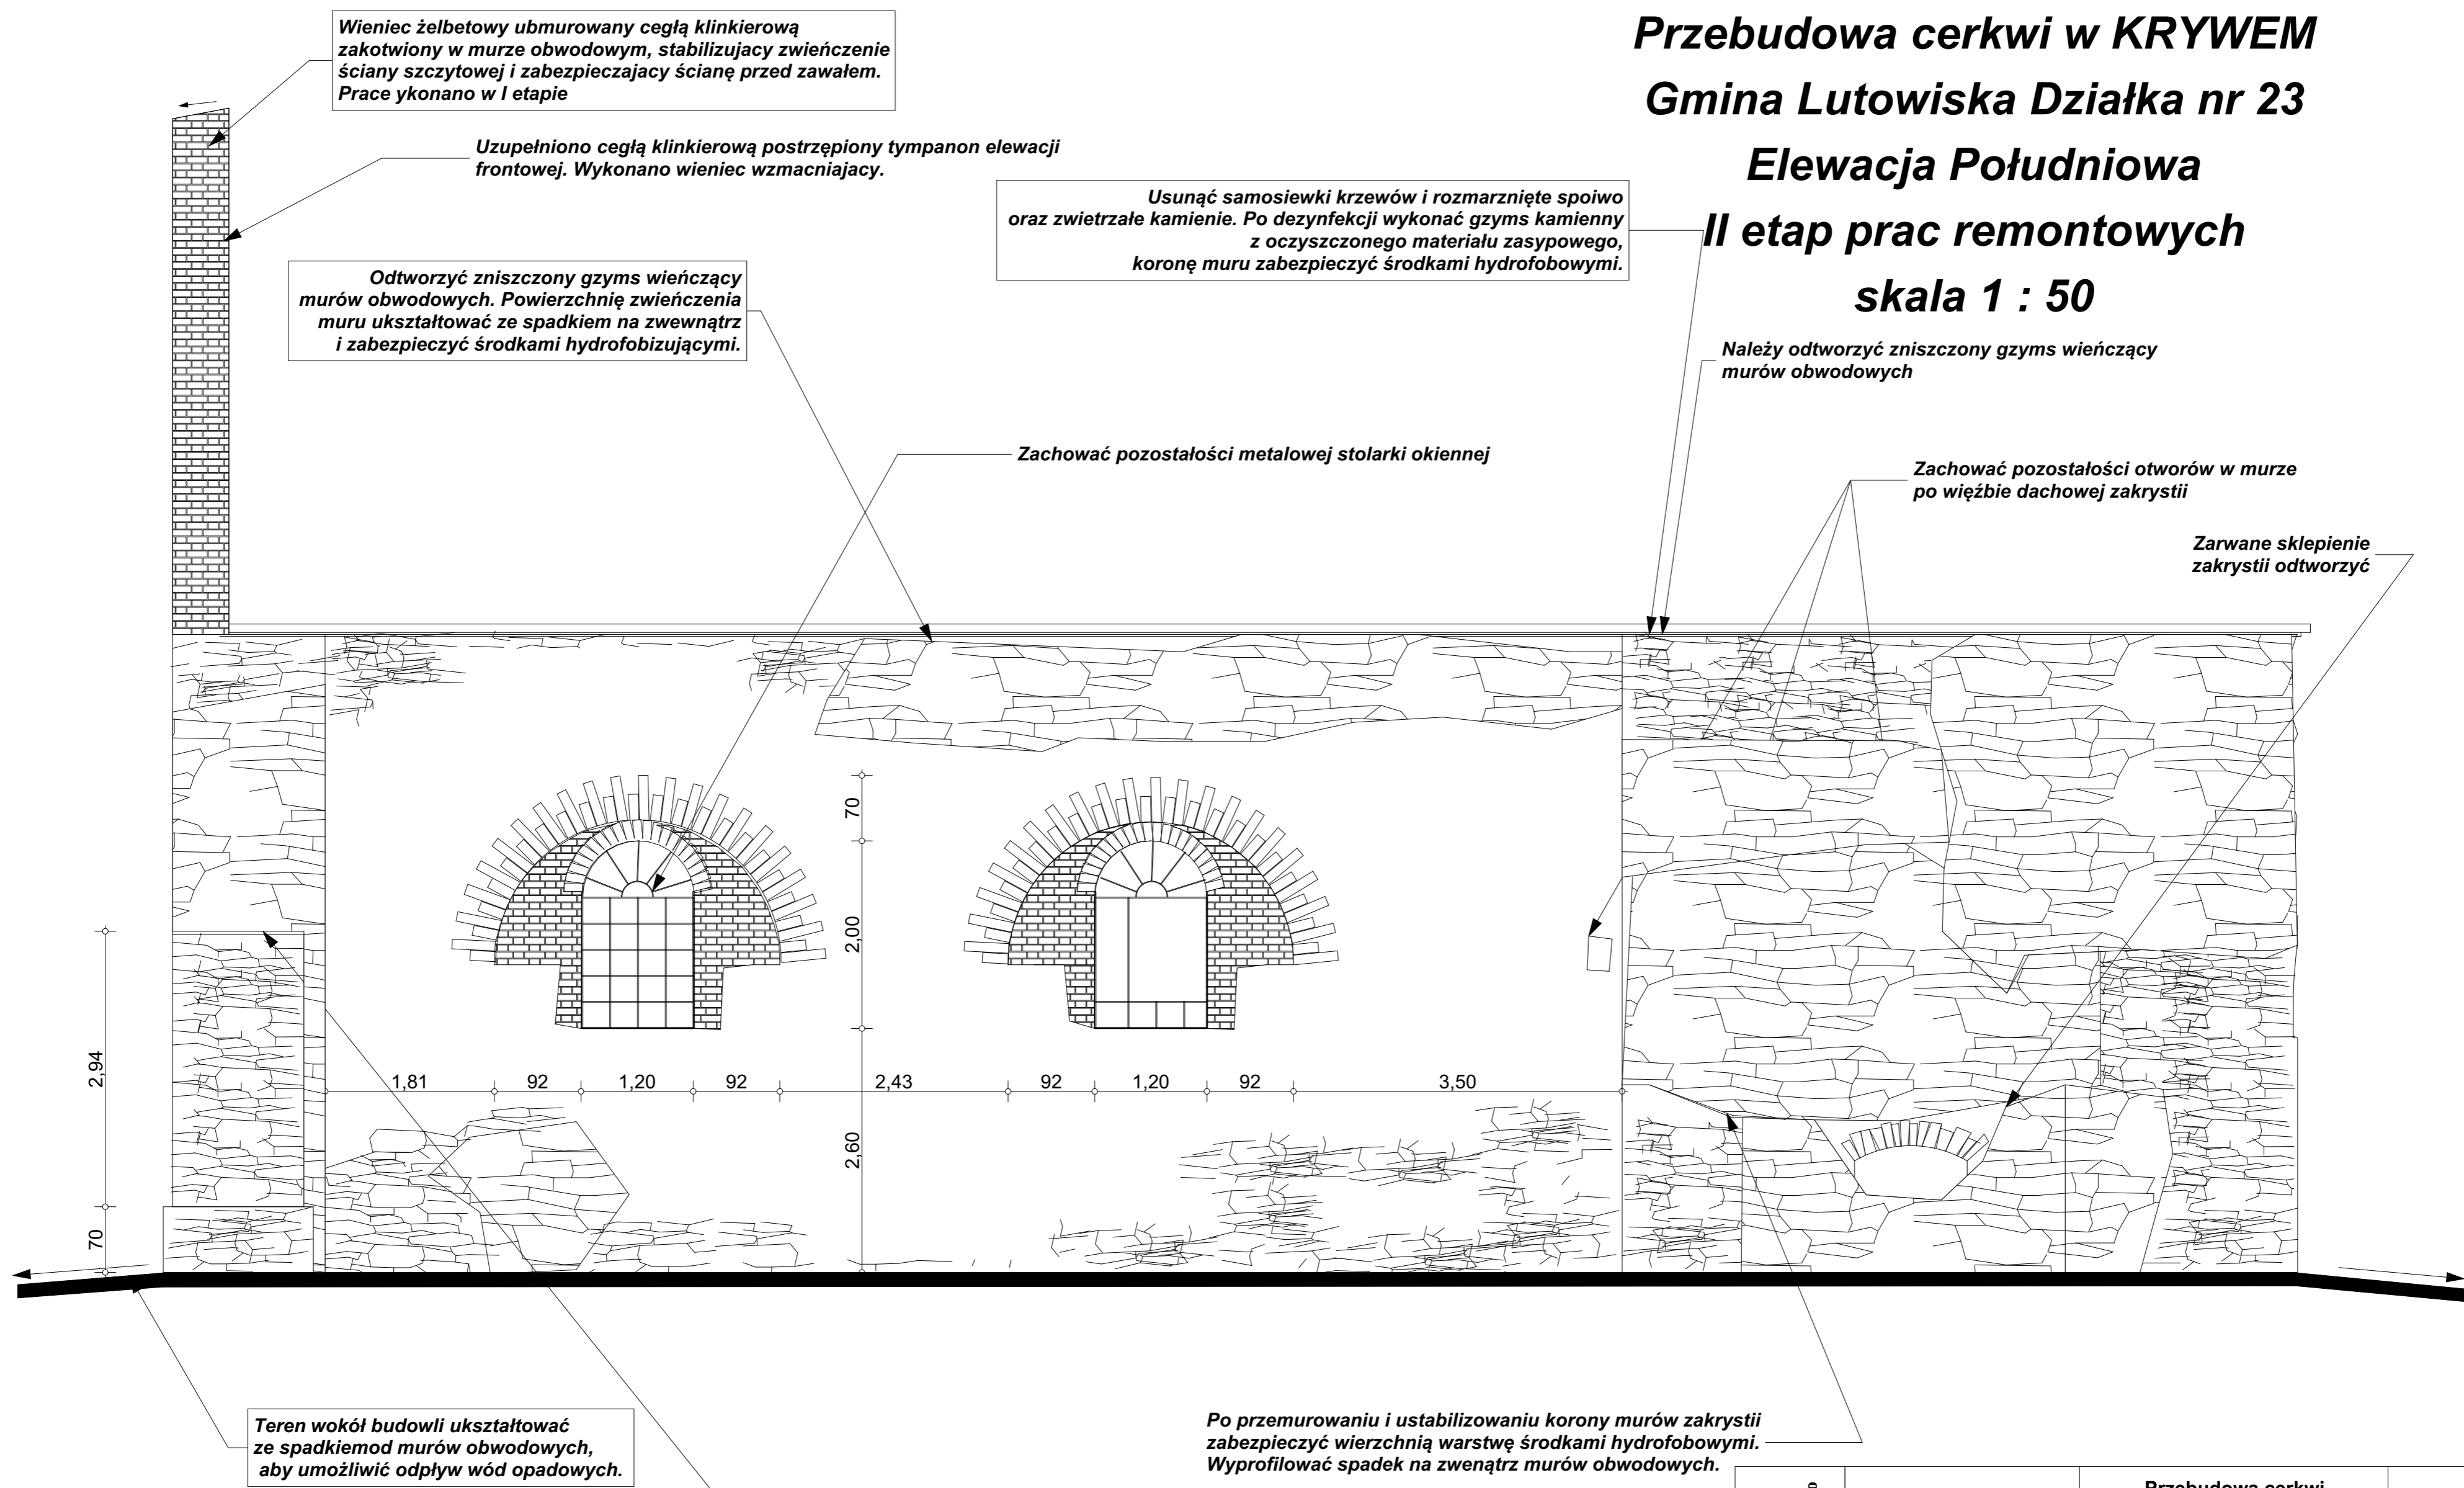 Przebudowa cerkwi w KRYWEM
Gmina Lutowiska Działka nr 23
Elewacja Południowa
II etap prac remontowych
skala 1 : 50
Wieniec żelbetowy ubmurowany cegłą klinkierową
zakotwiony w murze obwodowym, stabilizujacy zwieńczenie
ściany szczytowej i zabezpieczajacy ścianę przed zawałem.
Prace ykonano w I etapie
Uzupełniono cegłą klinkierową postrzępiony tympanon elewacji
frontowej. Wykonano wieniec wzmacniajacy.
Usunąć samosiewki krzewów i rozmarznięte spoiwo
oraz zwietrzałe kamienie. Po dezynfekcji wykonać gzyms kamienny
z oczyszczonego materiału zasypowego,
koronę muru zabezpieczyć środkami hydrofobowymi.
Odtworzyć zniszczony gzyms wieńczący
murów obwodowych. Powierzchnię zwieńczenia
muru ukształtować ze spadkiem na zwewnątrz
i zabezpieczyć środkami hydrofobizującymi.
Należy odtworzyć zniszczony gzyms wieńczący
murów obwodowych
Zachować pozostałości metalowej stolarki okiennej
Zachować pozostałości otworów w murze
po więźbie dachowej zakrystii
Zarwane sklepienie
zakrystii odtworzyć
70
2,00
2,60
2,94
70
1,81 92 1,20 92 2,43 92 1,20 92 3,50
Teren wokół budowli ukształtować
ze spadkiemod murów obwodowych,
aby umożliwić odpływ wód opadowych.
Po przemurowaniu i ustabilizowaniu korony murów zakrystii
zabezpieczyć wierzchnią warstwę środkami hydrofobowymi.
Wyprofilować spadek na zwenątrz murów obwodowych.
Przebudowa cerkwi